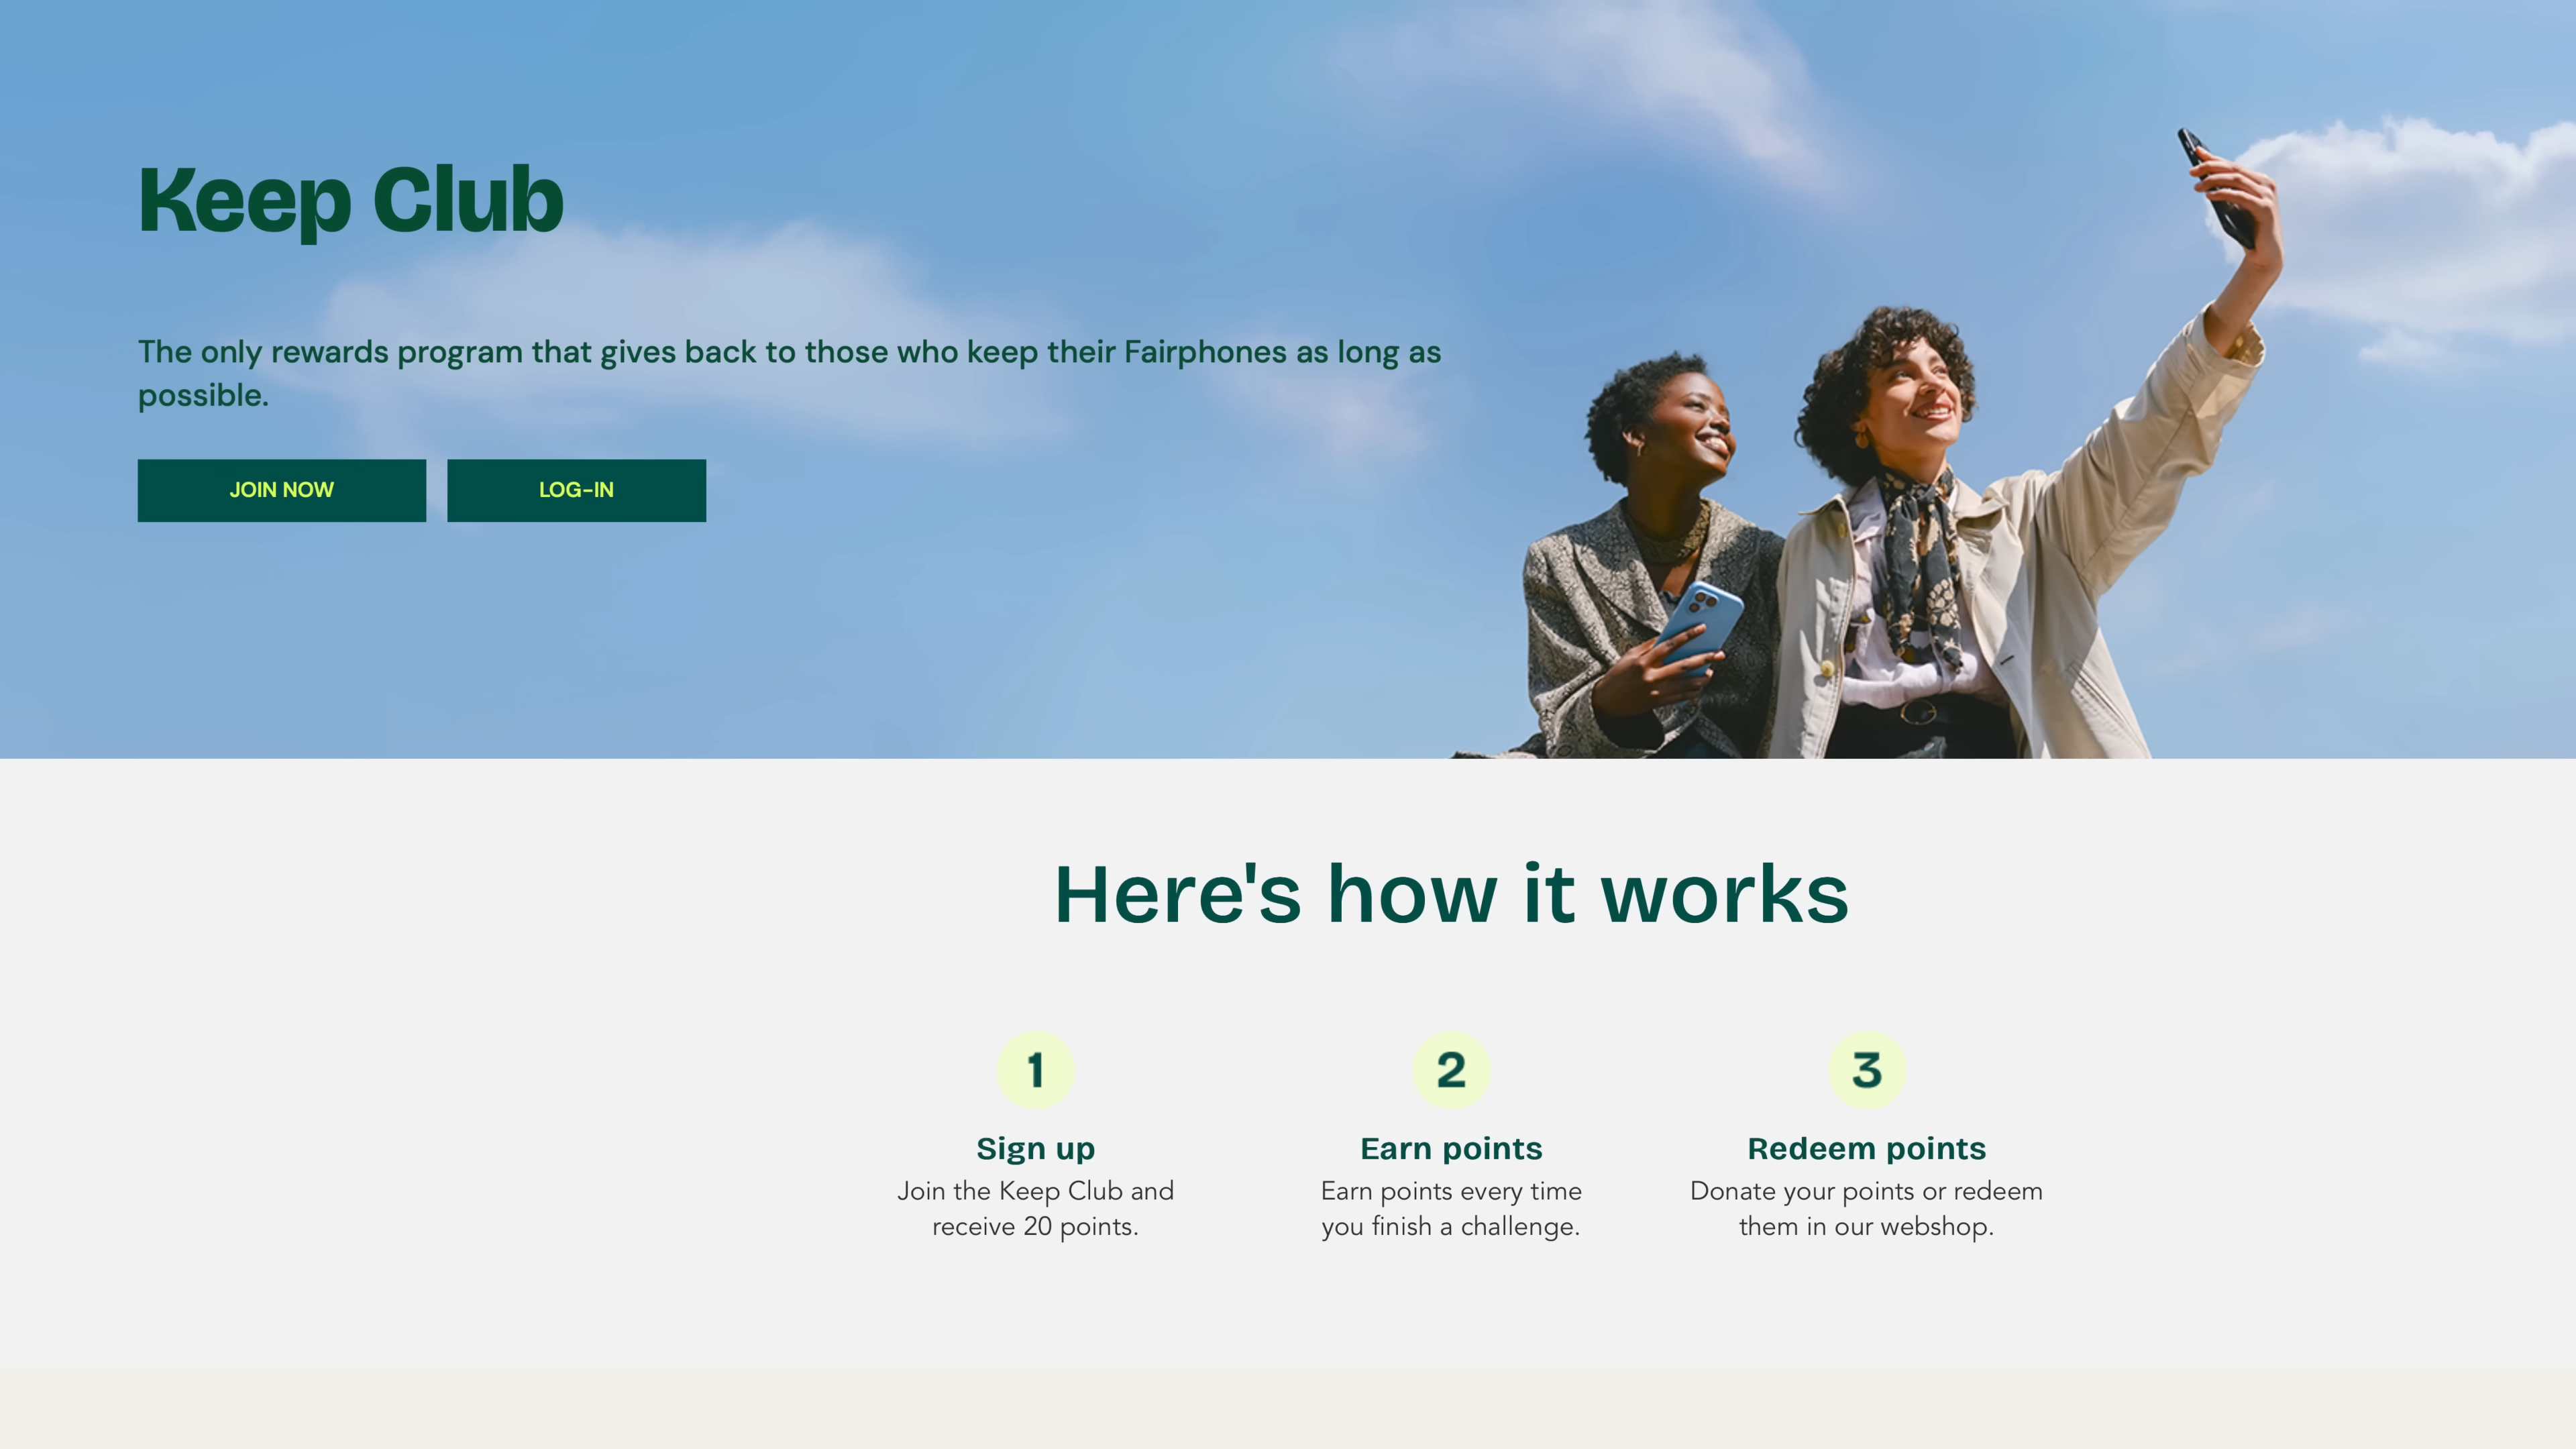 Keep Club
The only rewards program that gives back to those who keep their Fairphones as long as
possible.
JOIN NOW
LOG-IN
Here's how it works
1
Sign up
Join the Keep Club and
receive 20 points.
2
Earn points
Earn points every time
you finish a challenge.
3
Redeem points
Donate your points or redeem
them in our webshop.